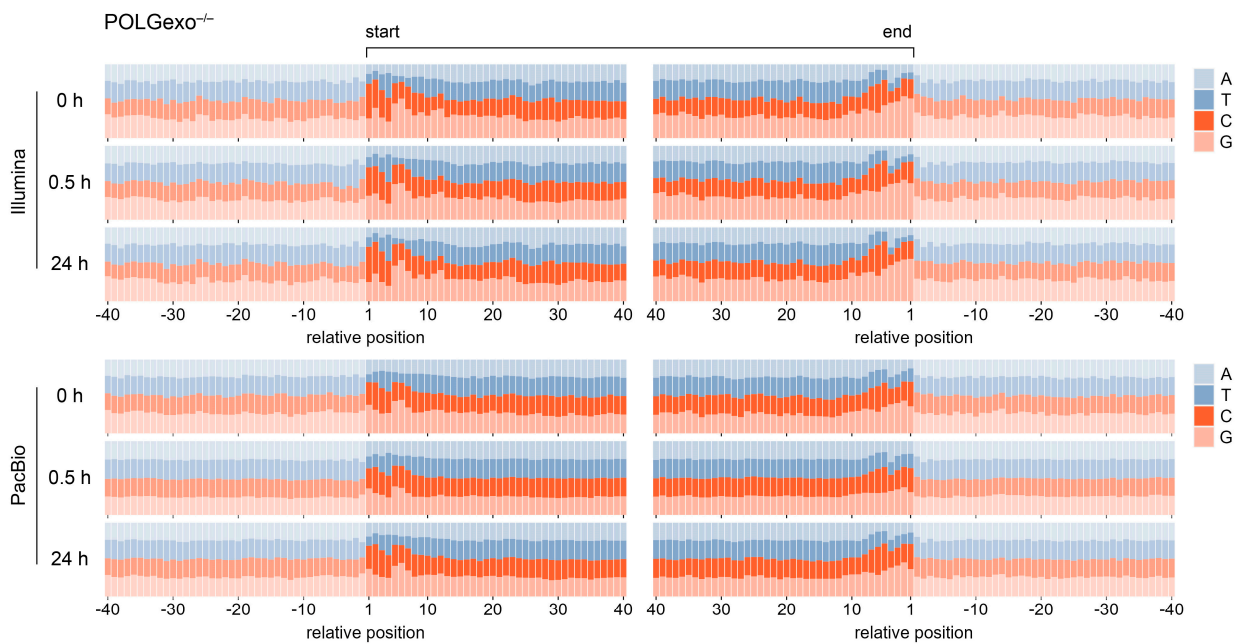 POLGexo–/–
start end
A
T
C
G
Illumina
0 h
0.5 h
24 h
-40 -30 -20 -10 1 10 20 30 40 40 30 20 10 1 -10 -20 -30 -40
relative position relative position
A
T
C
G
PacBio
0 h
0.5 h
24 h
-40 -30 -20 -10 1 10 20 30 40 40 30 20 10 1 -10 -20 -30 -40
relative position relative position